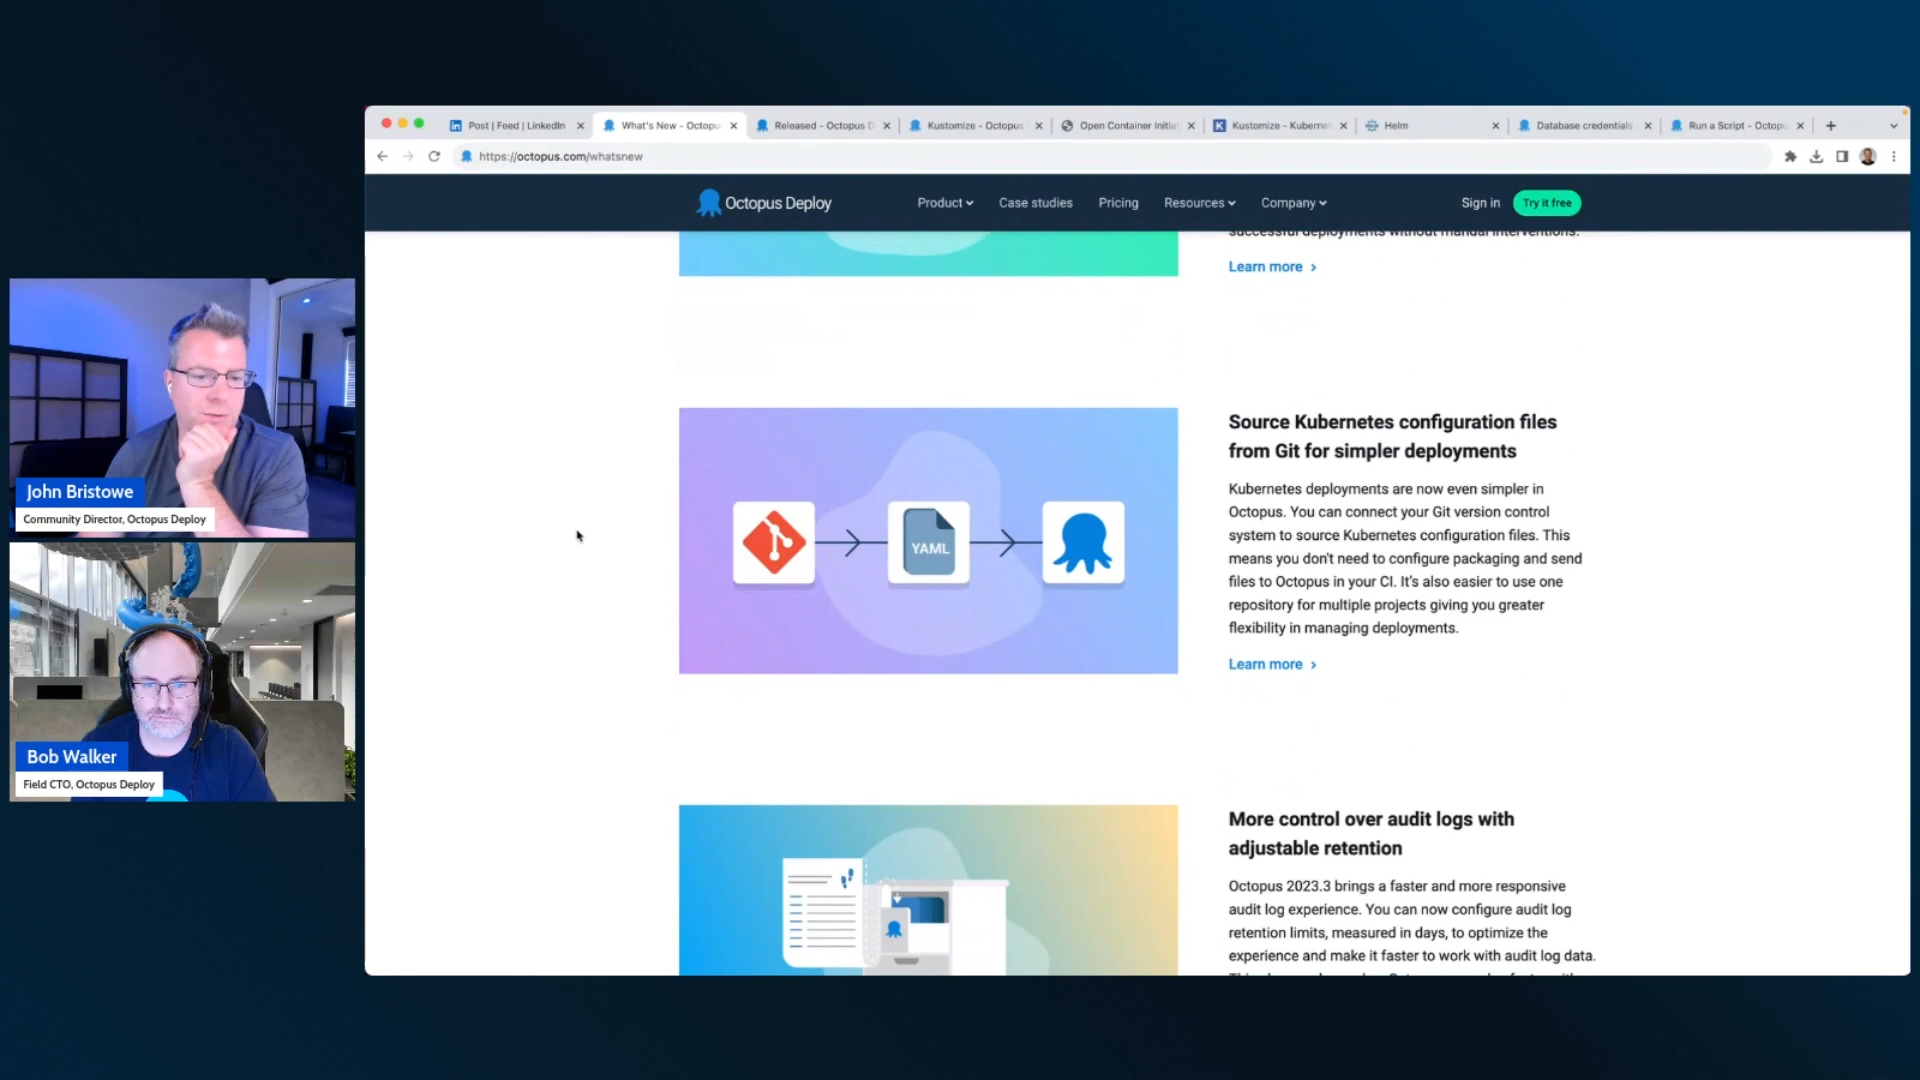 Post | Feed | LinkedIn
What's New - Octopu
Released - Octopus D
Kustomize - Octopus
Open Container Initiat
Kustomize - Kubernet
Helm
Database credentials
Run a Script - Octopu
https://octopus.com/whatsnew
Octopus Deploy
Product
Case studies
Pricing
Resources
Company
Sign in
Try it free
successful deployments without manual interventions.
Learn more
Source Kubernetes configuration files
from Git for simpler deployments
YAML
Kubernetes deployments are now even simpler in
Octopus. You can connect your Git version control
system to source Kubernetes configuration files. This
means you don't need to configure packaging and send
files to Octopus in your CI. It's also easier to use one
repository for multiple projects giving you greater
flexibility in managing deployments.
Learn more
More control over audit logs with
adjustable retention
Octopus 2023.3 brings a faster and more responsive
audit log experience. You can now configure audit log
retention limits, measured in days, to optimize the
experience and make it faster to work with audit log data.
John Bristowe
Community Director, Octopus Deploy
Bob Walker
Field CTO, Octopus Deploy